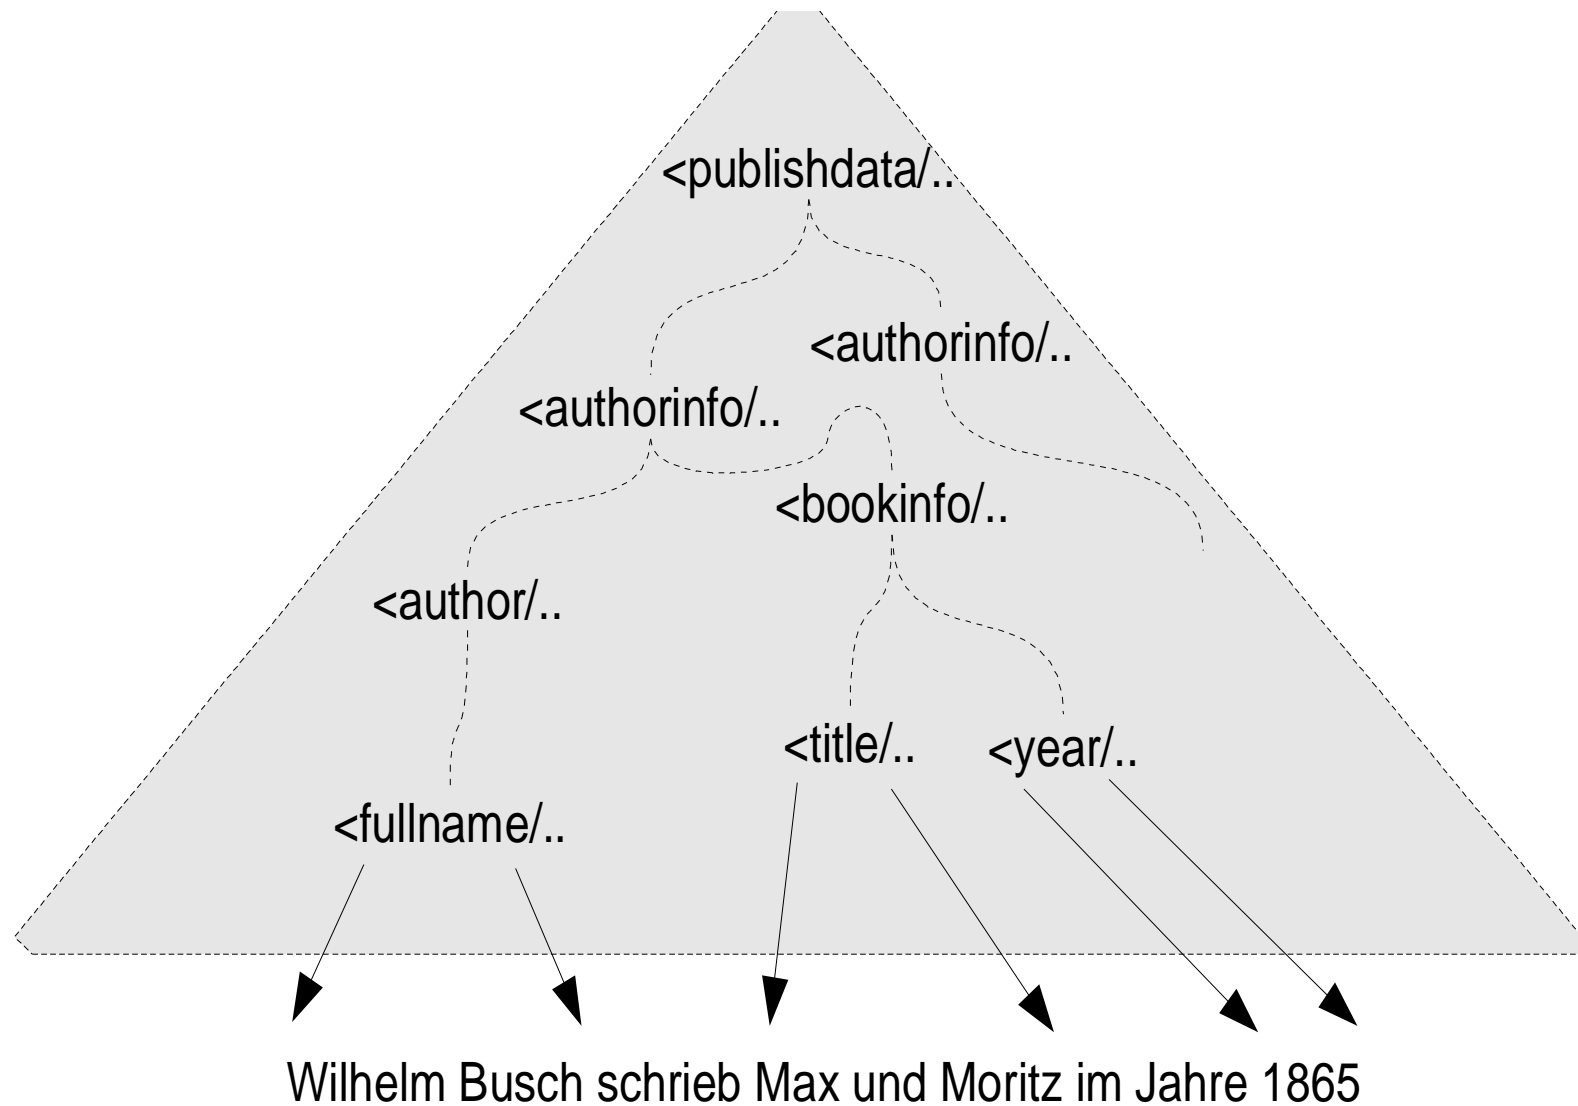 <publishdata/..
<authorinfo/..
<authorinfo/..
<bookinfo/..
<author/..
<title/..
<year/..
<fullname/..
Wilhelm Busch schrieb Max und Moritz im Jahre 1865